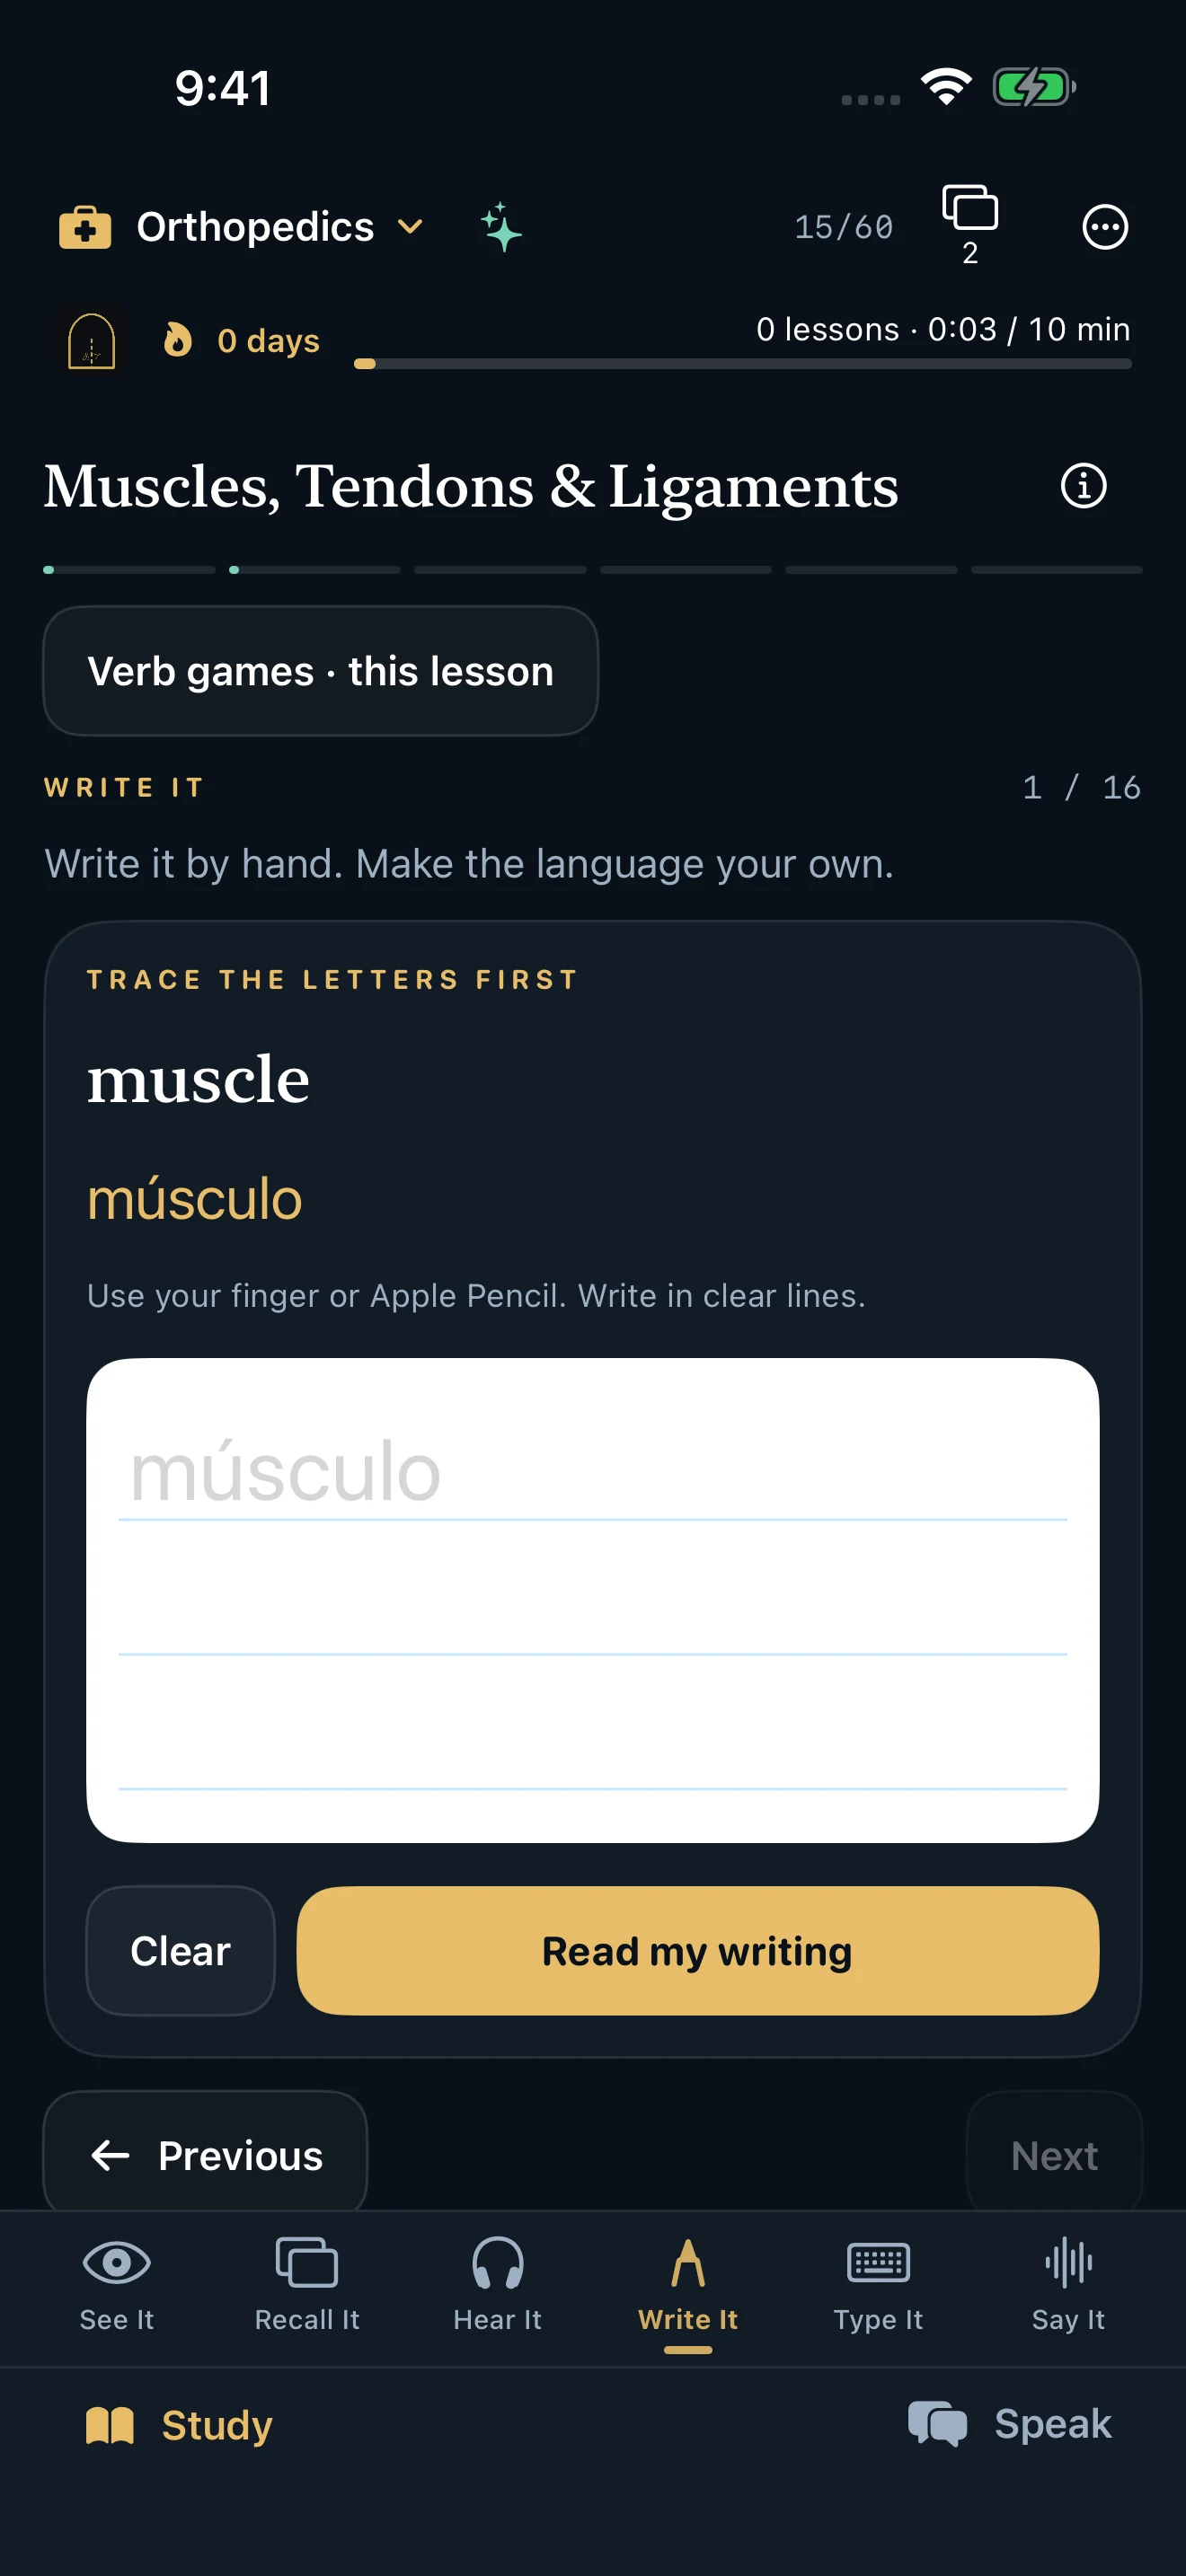 9:41
Orthopedics
15/60
2
0 days
0 lessons · 0:03 / 10 min
Muscles, Tendons & Ligaments
Verb games · this lesson
WRITE IT
1 / 16
Write it by hand. Make the language your own.
TRACE THE LETTERS FIRST
muscle
músculo
Use your finger or Apple Pencil. Write in clear lines.
músculo
Clear
Read my writing
Previous
Next
See It
Recall It
Hear It
Write It
Type It
Say It
Study
Speak